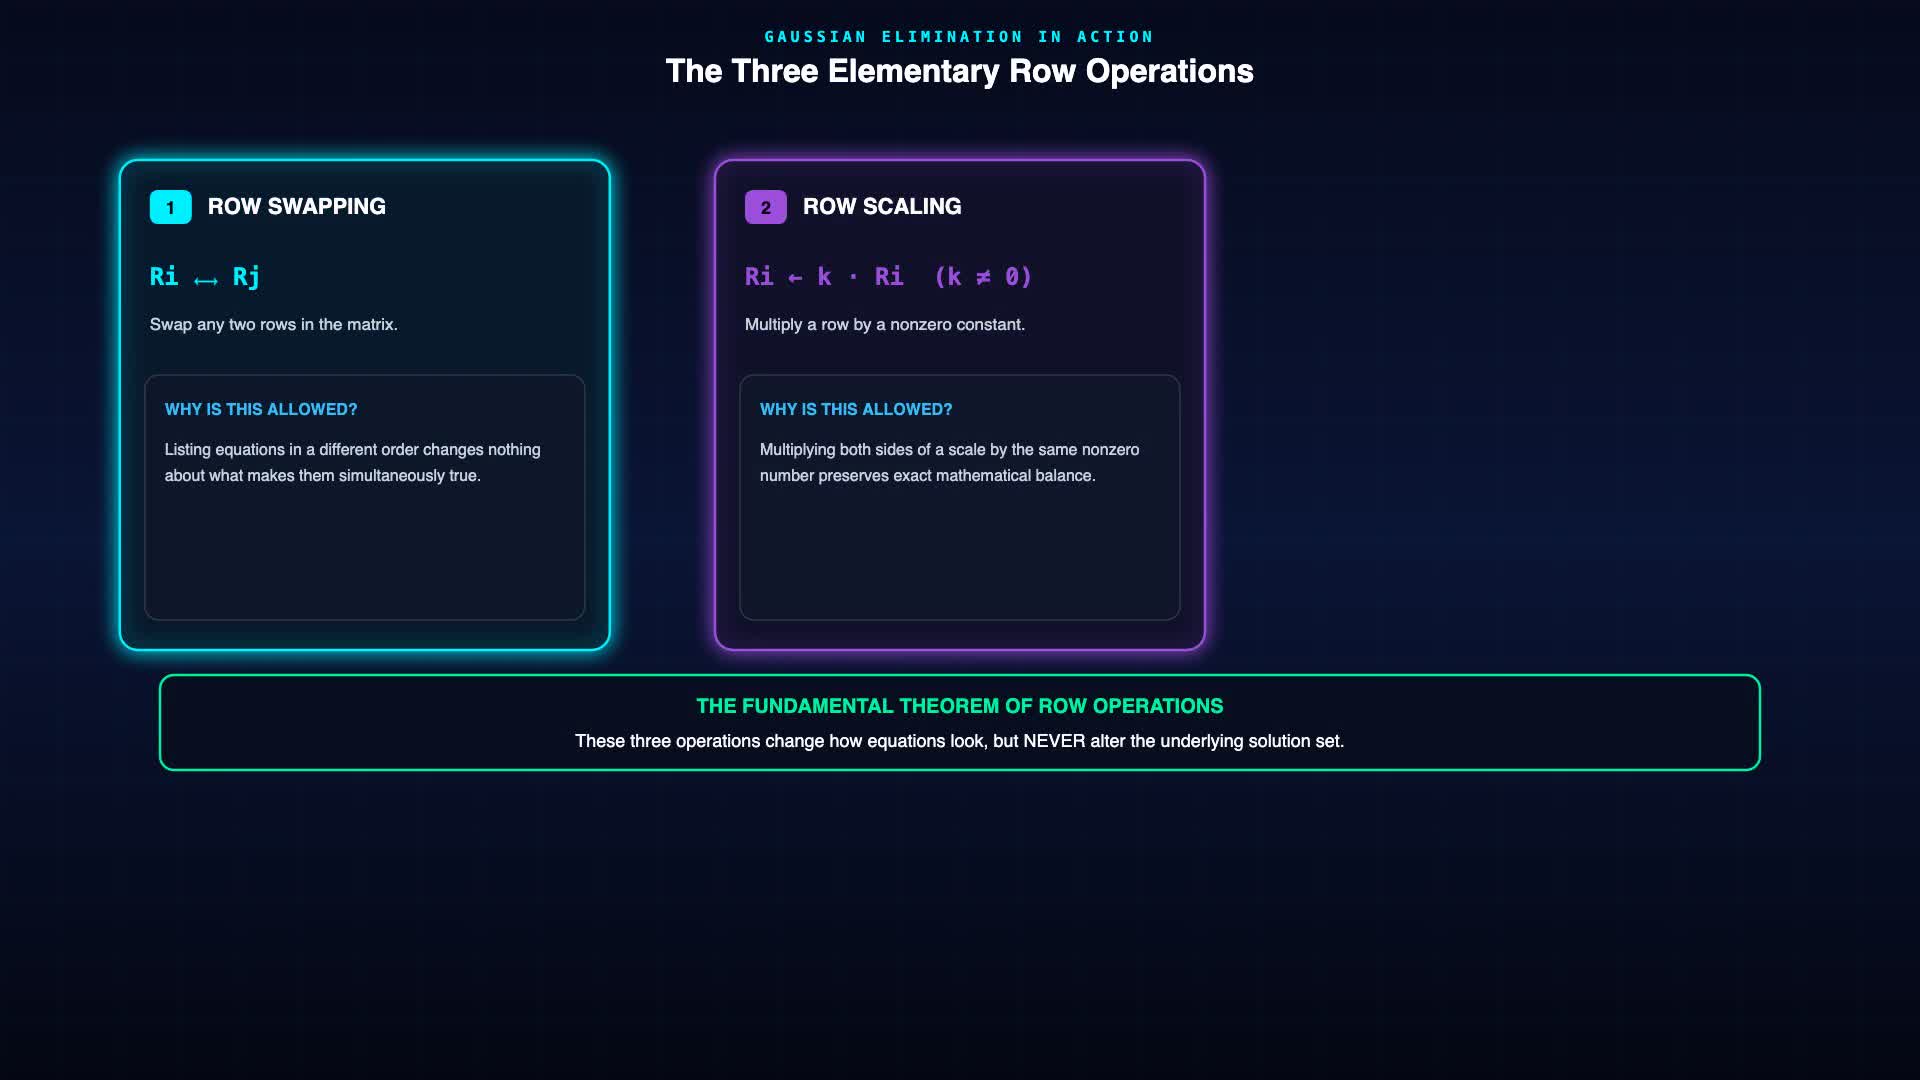 GAUSSIAN ELIMINATION IN ACTION
The Three Elementary Row Operations
1 ROW SWAPPING
Ri ⟷ Rj
Swap any two rows in the matrix.
WHY IS THIS ALLOWED?
Listing equations in a different order changes nothing
about what makes them simultaneously true.
2 ROW SCALING
Ri ← k · Ri (k ≠ 0)
Multiply a row by a nonzero constant.
WHY IS THIS ALLOWED?
Multiplying both sides of a scale by the same nonzero
number preserves exact mathematical balance.
THE FUNDAMENTAL THEOREM OF ROW OPERATIONS
These three operations change how equations look, but NEVER alter the underlying solution set.